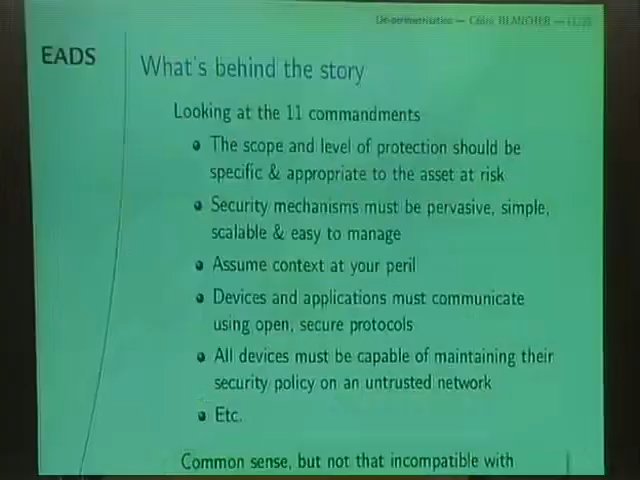 De-perimetrisation — Cédric BLANCHER —
EADS
What's behind the story
Looking at the 11 commandments
The scope and level of protection should be
specific & appropriate to the asset at risk
Security mechanisms must be pervasive, simple,
scalable & easy to manage
Assume context at your peril
Devices and applications must communicate
using open, secure protocols
All devices must be capable of maintaining their
security policy on an untrusted network
Etc.
Common sense, but not that incompatible with